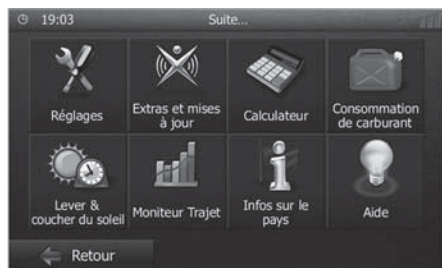 19:03
Suite...
Réglages
Extras et mises
à jour
Calculateur
Consommation
de carburant
Lever &
coucher du soleil
Moniteur Trajet
Infos sur le
pays
Aide
Retour